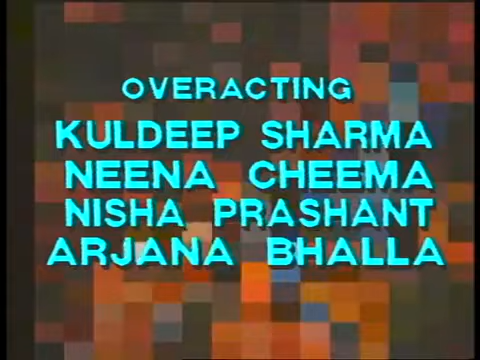 OVERACTING
KULDEEP SHARMA
NEENA CHEEMA
NISHA PRASHANT
ARJANA BHALLA